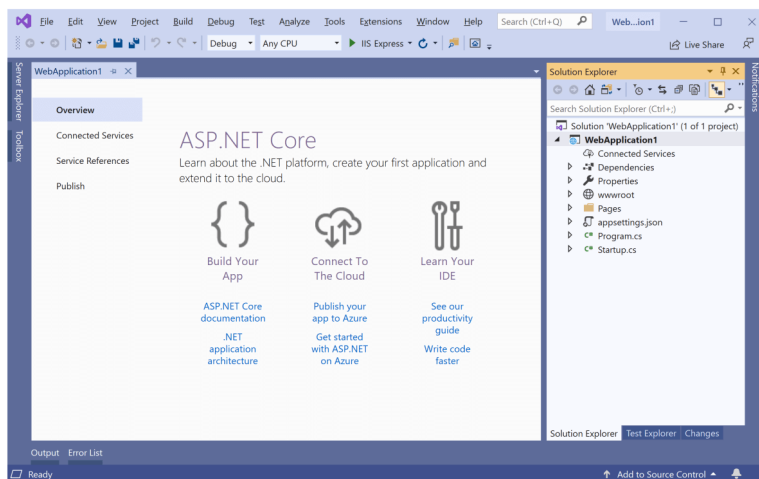 File Edit View Project Build Debug Test Analyze Tools Extensions Window Help Search (Ctrl+Q) Web...ion1
Debug Any CPU IIS Express Live Share
Server Explorer
Toolbox
WebApplication1
Overview
Connected Services
Service References
Publish
ASP.NET Core
Learn about the .NET platform, create your first application and
extend it to the cloud.
Build Your
App
ASP.NET Core
documentation
.NET
application
architecture
Connect To
The Cloud
Publish your
app to Azure
Get started
with ASP.NET
on Azure
Learn Your
IDE
See our
productivity
guide
Write code
faster
Solution Explorer
Search Solution Explorer (Ctrl+;)
Solution 'WebApplication1' (1 of 1 project)
WebApplication1
Connected Services
Dependencies
Properties
wwwroot
Pages
appsettings.json
C# Program.cs
C# Startup.cs
Solution Explorer Test Explorer Changes
Notifications
Output Error List
Ready Add to Source Control